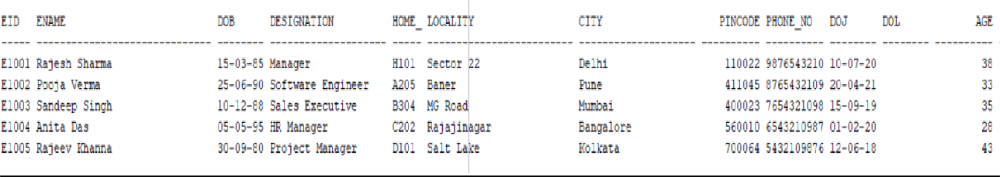 EID ENAME DOB DESIGNATION HOME_ LOCALITY CITY PINCODE PHONE_NO DOJ DOL AGE
----- ------------------------------ -------- -------------------- ----- ------------------------- -------------------- ---------- ---------- -------- -------- ----------
E1001 Rajesh Sharma 15-03-85 Manager H101 Sector 22 Delhi 110022 9876543210 10-07-20 38
E1002 Pooja Verma 25-06-90 Software Engineer A205 Baner Pune 411045 8765432109 20-04-21 33
E1003 Sandeep Singh 10-12-88 Sales Executive B304 MG Road Mumbai 400023 7654321098 15-09-19 35
E1004 Anita Das 05-05-95 HR Manager C202 Rajajinagar Bangalore 560010 6543210987 01-02-20 28
E1005 Rajeev Khanna 30-09-80 Project Manager D101 Salt Lake Kolkata 700064 5432109876 12-06-18 43